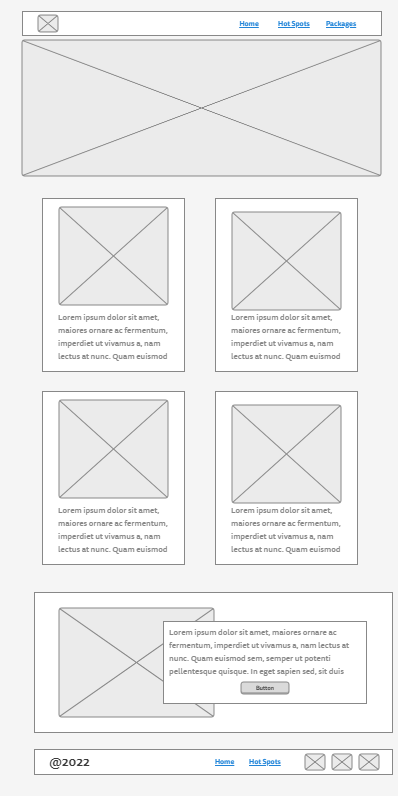 Home Hot Spots Packages
Lorem ipsum dolor sit amet,
maiores ornare ac fermentum,
imperdiet ut vivamus a, nam
lectus at nunc. Quam euismod
Lorem ipsum dolor sit amet,
maiores ornare ac fermentum,
imperdiet ut vivamus a, nam
lectus at nunc. Quam euismod
Lorem ipsum dolor sit amet,
maiores ornare ac fermentum,
imperdiet ut vivamus a, nam
lectus at nunc. Quam euismod
Lorem ipsum dolor sit amet,
maiores ornare ac fermentum,
imperdiet ut vivamus a, nam
lectus at nunc. Quam euismod
Lorem ipsum dolor sit amet, maiores ornare ac
fermentum, imperdiet ut vivamus a, nam lectus at
nunc. Quam euismod sem, semper ut potenti
pellentesque quisque. In eget sapien sed, sit duis
Button
@2022 Home Hot Spots